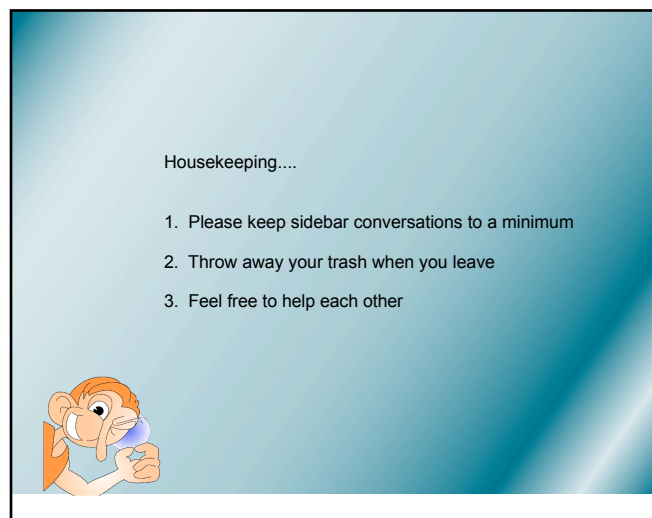 Housekeeping....
1. Please keep sidebar conversations to a minimum
2. Throw away your trash when you leave
3. Feel free to help each other